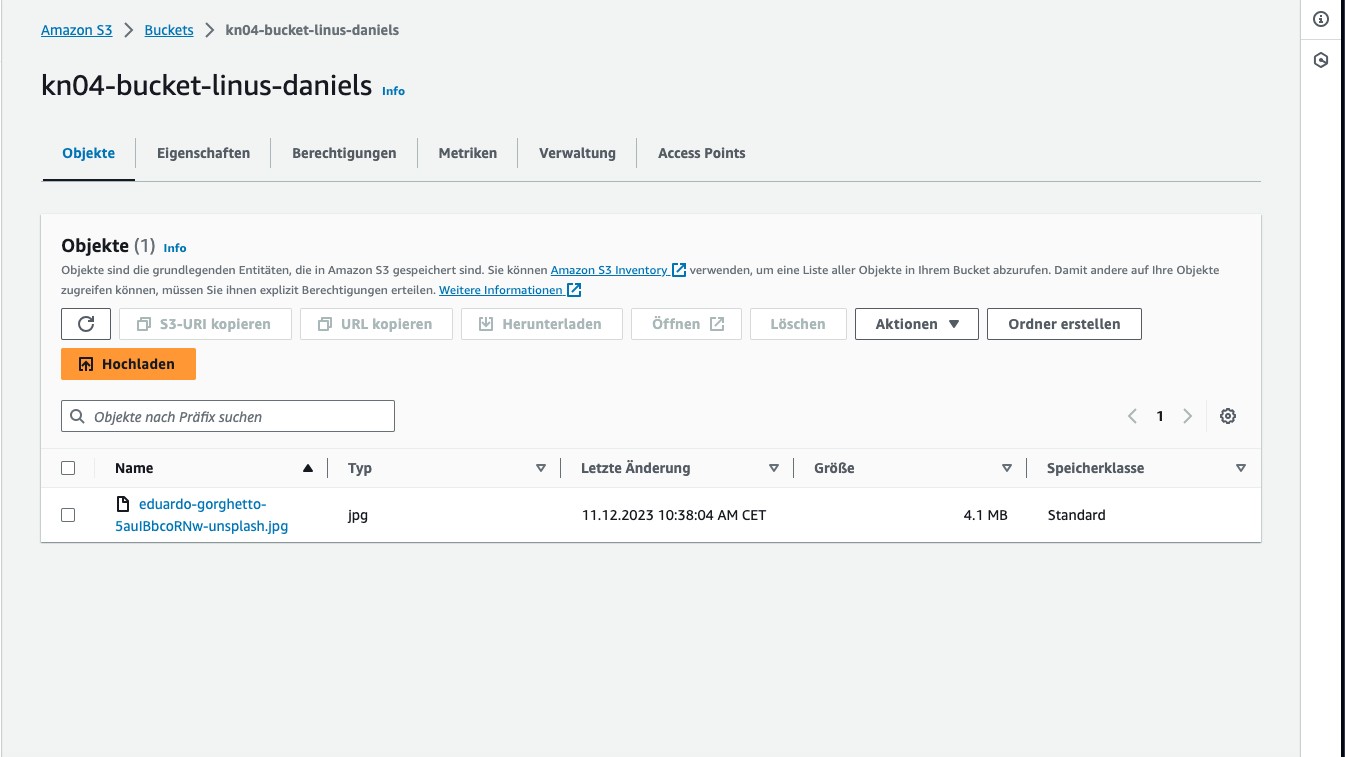 Amazon S3 > Buckets > kn04-bucket-linus-daniels
kn04-bucket-linus-daniels Info
Objekte Eigenschaften Berechtigungen Metriken Verwaltung Access Points
Objekte (1) Info
Objekte sind die grundlegenden Entitäten, die in Amazon S3 gespeichert sind. Sie können Amazon S3 Inventory verwenden, um eine Liste aller Objekte in Ihrem Bucket abzurufen. Damit andere auf Ihre Objekte
zugreifen können, müssen Sie ihnen explizit Berechtigungen erteilen. Weitere Informationen
S3-URI kopieren URL kopieren Herunterladen Öffnen Löschen Aktionen Ordner erstellen
Hochladen
Objekte nach Präfix suchen 1
Name Typ Letzte Änderung Größe Speicherklasse
eduardo-gorghetto-
5auIBbcoRNw-unsplash.jpg jpg 11.12.2023 10:38:04 AM CET 4.1 MB Standard